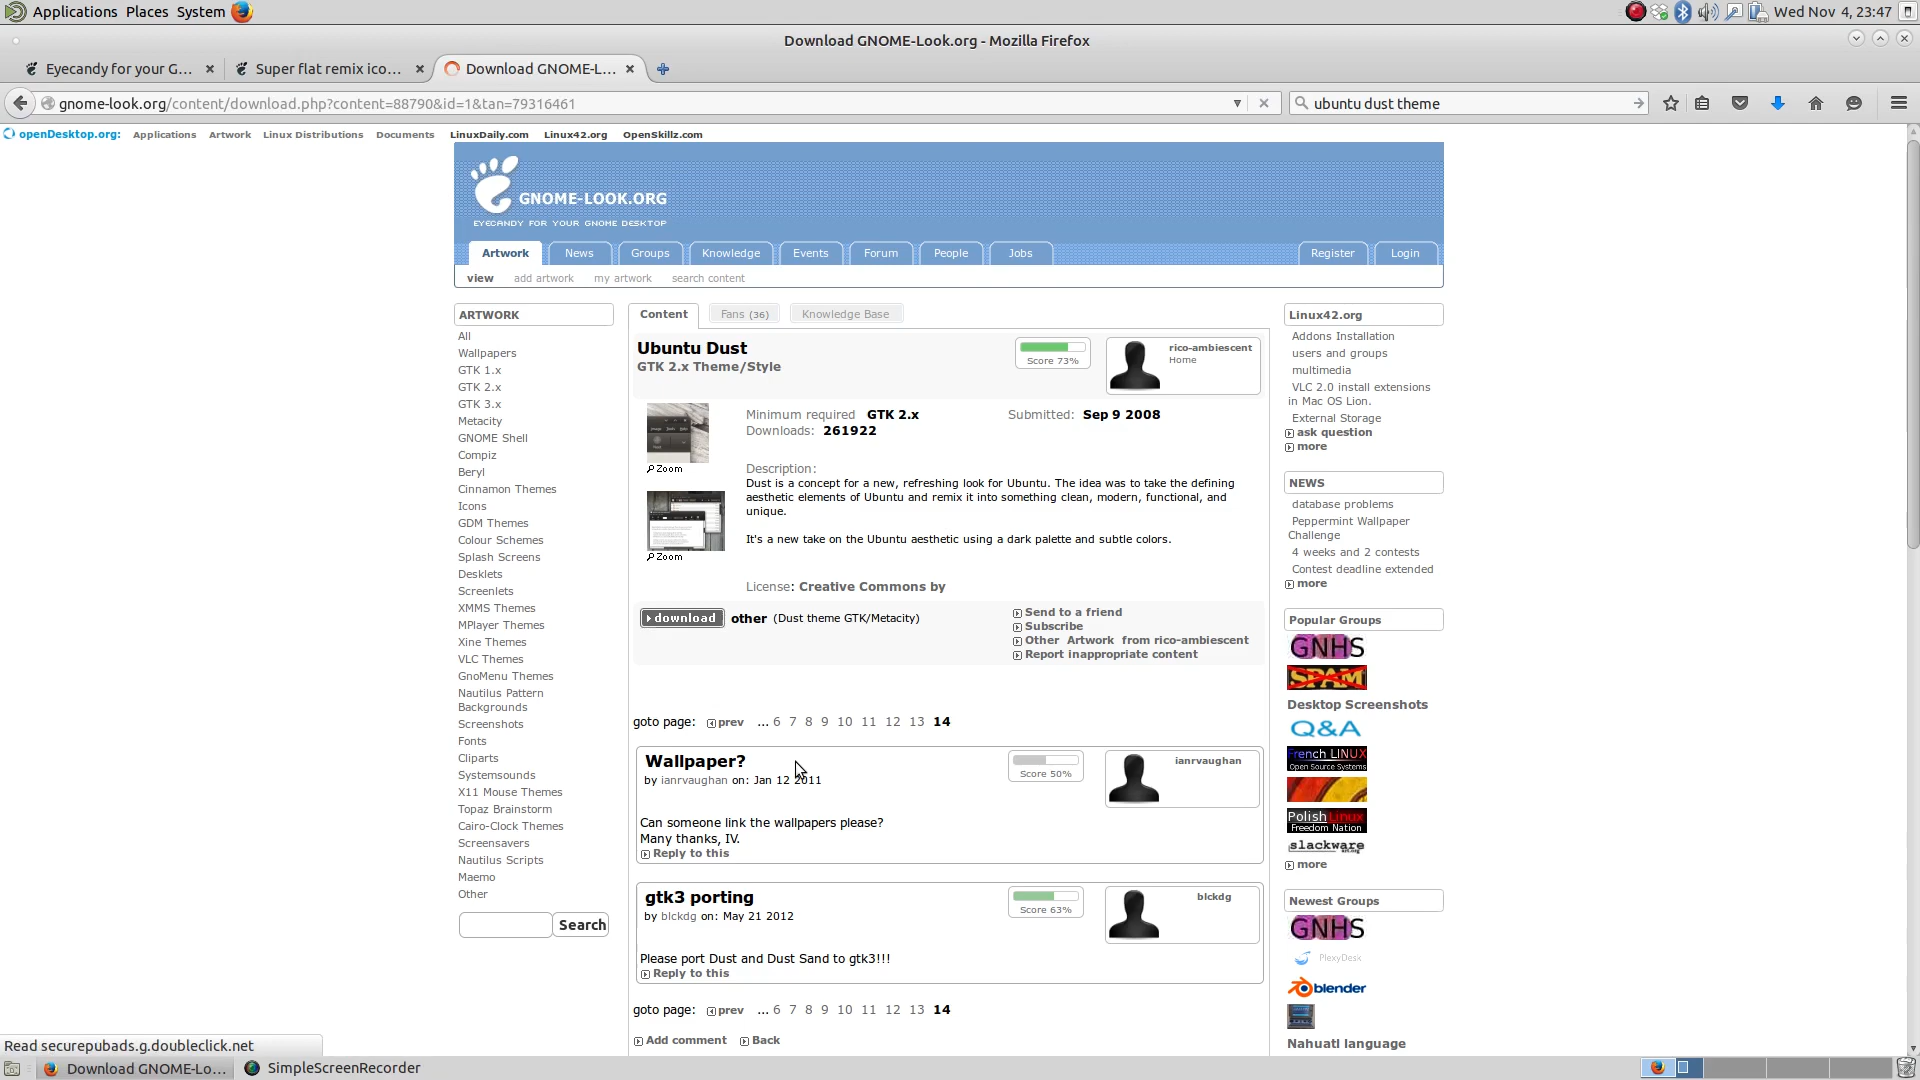 Applications Places System Wed Nov 4, 23:47
Download GNOME-Look.org - Mozilla Firefox
Eyecandy for your G... Super flat remix ico... Download GNOME-L...
gnome-look.org/content/download.php?content=88790&id=1&tan=79316461 ubuntu dust theme
openDesktop.org: Applications Artwork Linux Distributions Documents LinuxDaily.com Linux42.org OpenSkillz.com
GNOME-LOOK.ORG
EYECANDY FOR YOUR GNOME DESKTOP
Artwork News Groups Knowledge Events Forum People Jobs Register Login
view add artwork my artwork search content
ARTWORK
All
Wallpapers
GTK 1.x
GTK 2.x
GTK 3.x
Metacity
GNOME Shell
Compiz
Beryl
Cinnamon Themes
Icons
GDM Themes
Colour Schemes
Splash Screens
Desklets
Screenlets
XMMS Themes
MPlayer Themes
Xine Themes
VLC Themes
GnoMenu Themes
Nautilus Pattern
Backgrounds
Screenshots
Fonts
Cliparts
Systemsounds
X11 Mouse Themes
Topaz Brainstorm
Cairo-Clock Themes
Screensavers
Nautilus Scripts
Maemo
Other
Search
Content Fans (36) Knowledge Base
Ubuntu Dust
GTK 2.x Theme/Style
Score 73%
rico-ambiescent
Home
Zoom
Zoom
Minimum required GTK 2.x Submitted: Sep 9 2008
Downloads: 261922
Description:
Dust is a concept for a new, refreshing look for Ubuntu. The idea was to take the defining
aesthetic elements of Ubuntu and remix it into something clean, modern, functional, and
unique.
It's a new take on the Ubuntu aesthetic using a dark palette and subtle colors.
License: Creative Commons by
download other (Dust theme GTK/Metacity)
Send to a friend
Subscribe
Other Artwork from rico-ambiescent
Report inappropriate content
goto page: prev ... 6 7 8 9 10 11 12 13 14
Wallpaper?
by ianrvaughan on: Jan 12 2011
Score 50%
ianrvaughan
Can someone link the wallpapers please?
Many thanks, IV.
Reply to this
gtk3 porting
by blckdg on: May 21 2012
Score 63%
blckdg
Please port Dust and Dust Sand to gtk3!!!
Reply to this
goto page: prev ... 6 7 8 9 10 11 12 13 14
Add comment Back
Linux42.org
Addons Installation
users and groups
multimedia
VLC 2.0 install extensions
in Mac OS Lion.
External Storage
ask question
more
NEWS
database problems
Peppermint Wallpaper
Challenge
4 weeks and 2 contests
Contest deadline extended
more
Popular Groups
GNHS
SPAM
Desktop Screenshots
Q&A
French LINUX
Open Source Systems
Polish Linux
Freedom Nation
slackware
more
Newest Groups
GNHS
PlexyDesk
blender
Nahuatl language
Read securepubads.g.doubleclick.net
Download GNOME-Lo... SimpleScreenRecorder